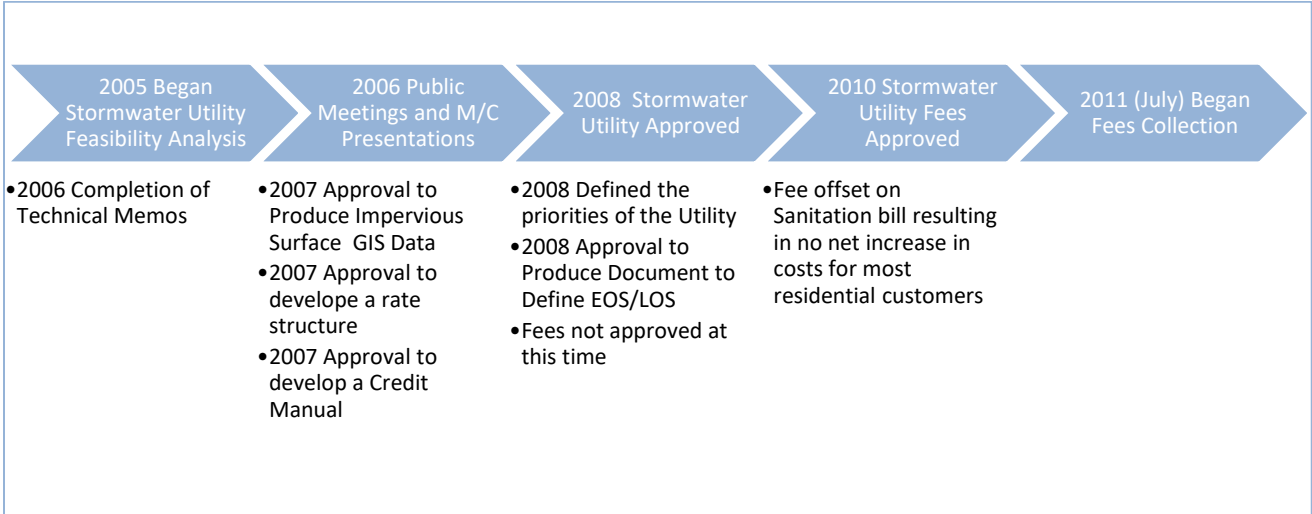 2005 Began
Stormwater Utility
Feasibility Analysis
•2006 Completion of
Technical Memos
2006 Public
Meetings and M/C
Presentations
•2007 Approval to
Produce Impervious
Surface  GIS Data
•2007 Approval to
develope a rate
structure
•2007 Approval to
develop a Credit
Manual
2008  Stormwater
Utility Approved
•2008 Defined the
priorities of the Utility
•2008 Approval to
Produce Document to
Define EOS/LOS
•Fees not approved at
this time
2010 Stormwater
Utility Fees
Approved
•Fee offset on
Sanitation bill resulting
in no net increase in
costs for most
residential customers
2011 (July) Began
Fees Collection